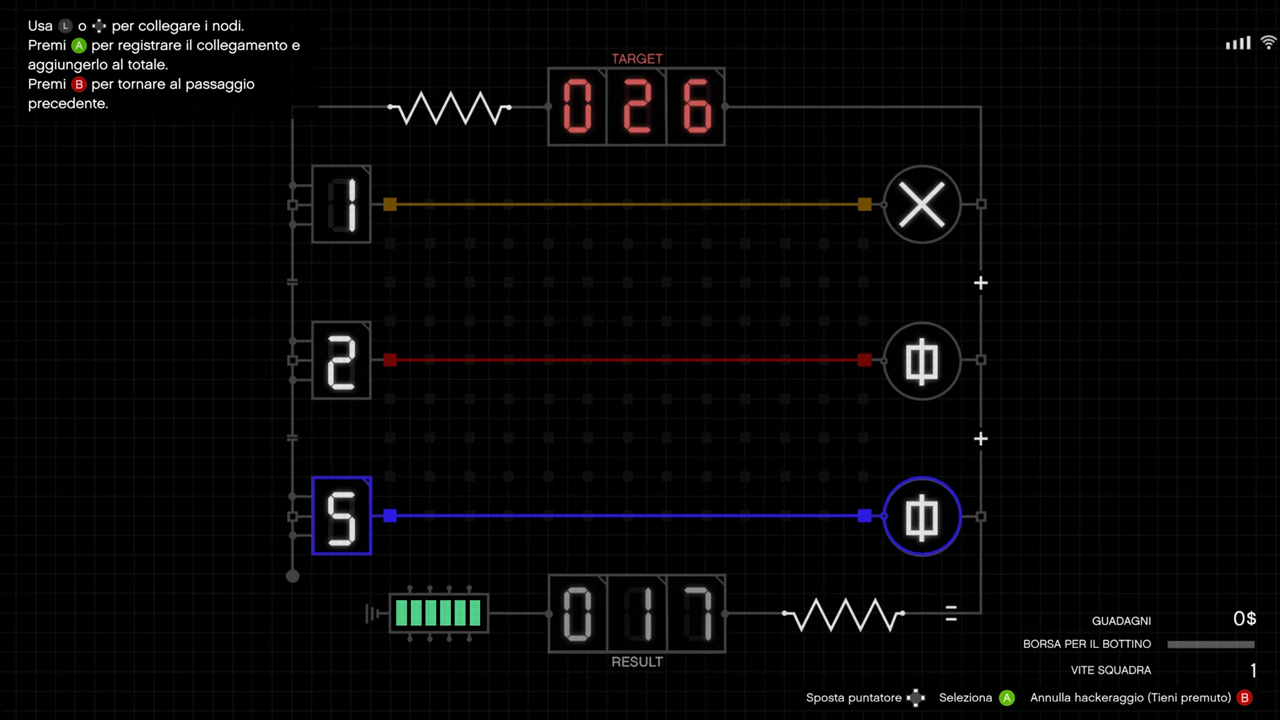 Usa L o per collegare i nodi.
Premi A per registrare il collegamento e
aggiungerlo al totale.
Premi B per tornare al passaggio
precedente.
TARGET
026
1
2
5
017
RESULT
GUADAGNI 0$
BORSA PER IL BOTTINO
VITE SQUADRA 1
Sposta puntatore Seleziona A Annulla hackeraggio (Tieni premuto) B